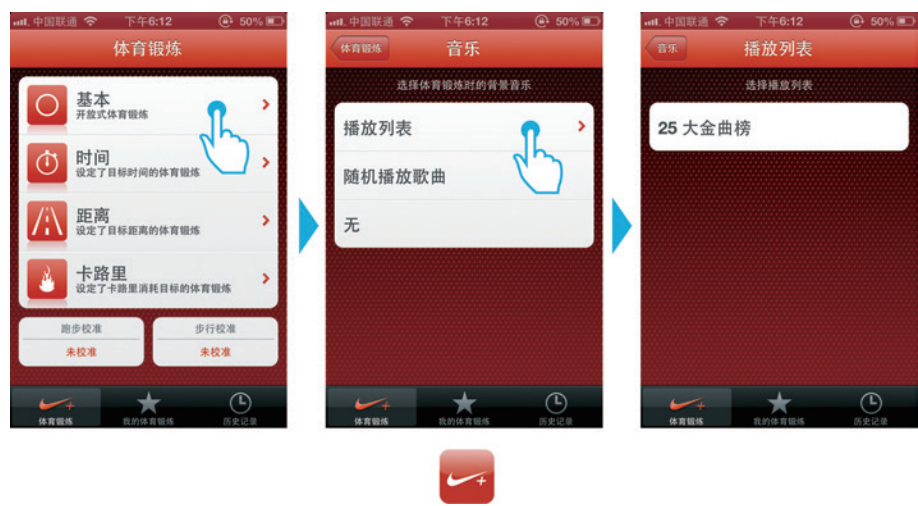 中国联通 下午6:12 50%
体育锻炼
基本
开放式体育锻炼
时间
设定了目标时间的体育锻炼
距离
设定了目标距离的体育锻炼
卡路里
设定了卡路里消耗目标的体育锻炼
跑步校准
未校准
步行校准
未校准
体育锻炼 我的体育锻炼 历史记录
中国联通 下午6:12 50%
体育锻炼 音乐
选择体育锻炼时的背景音乐
播放列表
随机播放歌曲
无
体育锻炼 我的体育锻炼 历史记录
中国联通 下午6:12 50%
音乐 播放列表
选择播放列表
25 大金曲榜
体育锻炼 我的体育锻炼 历史记录